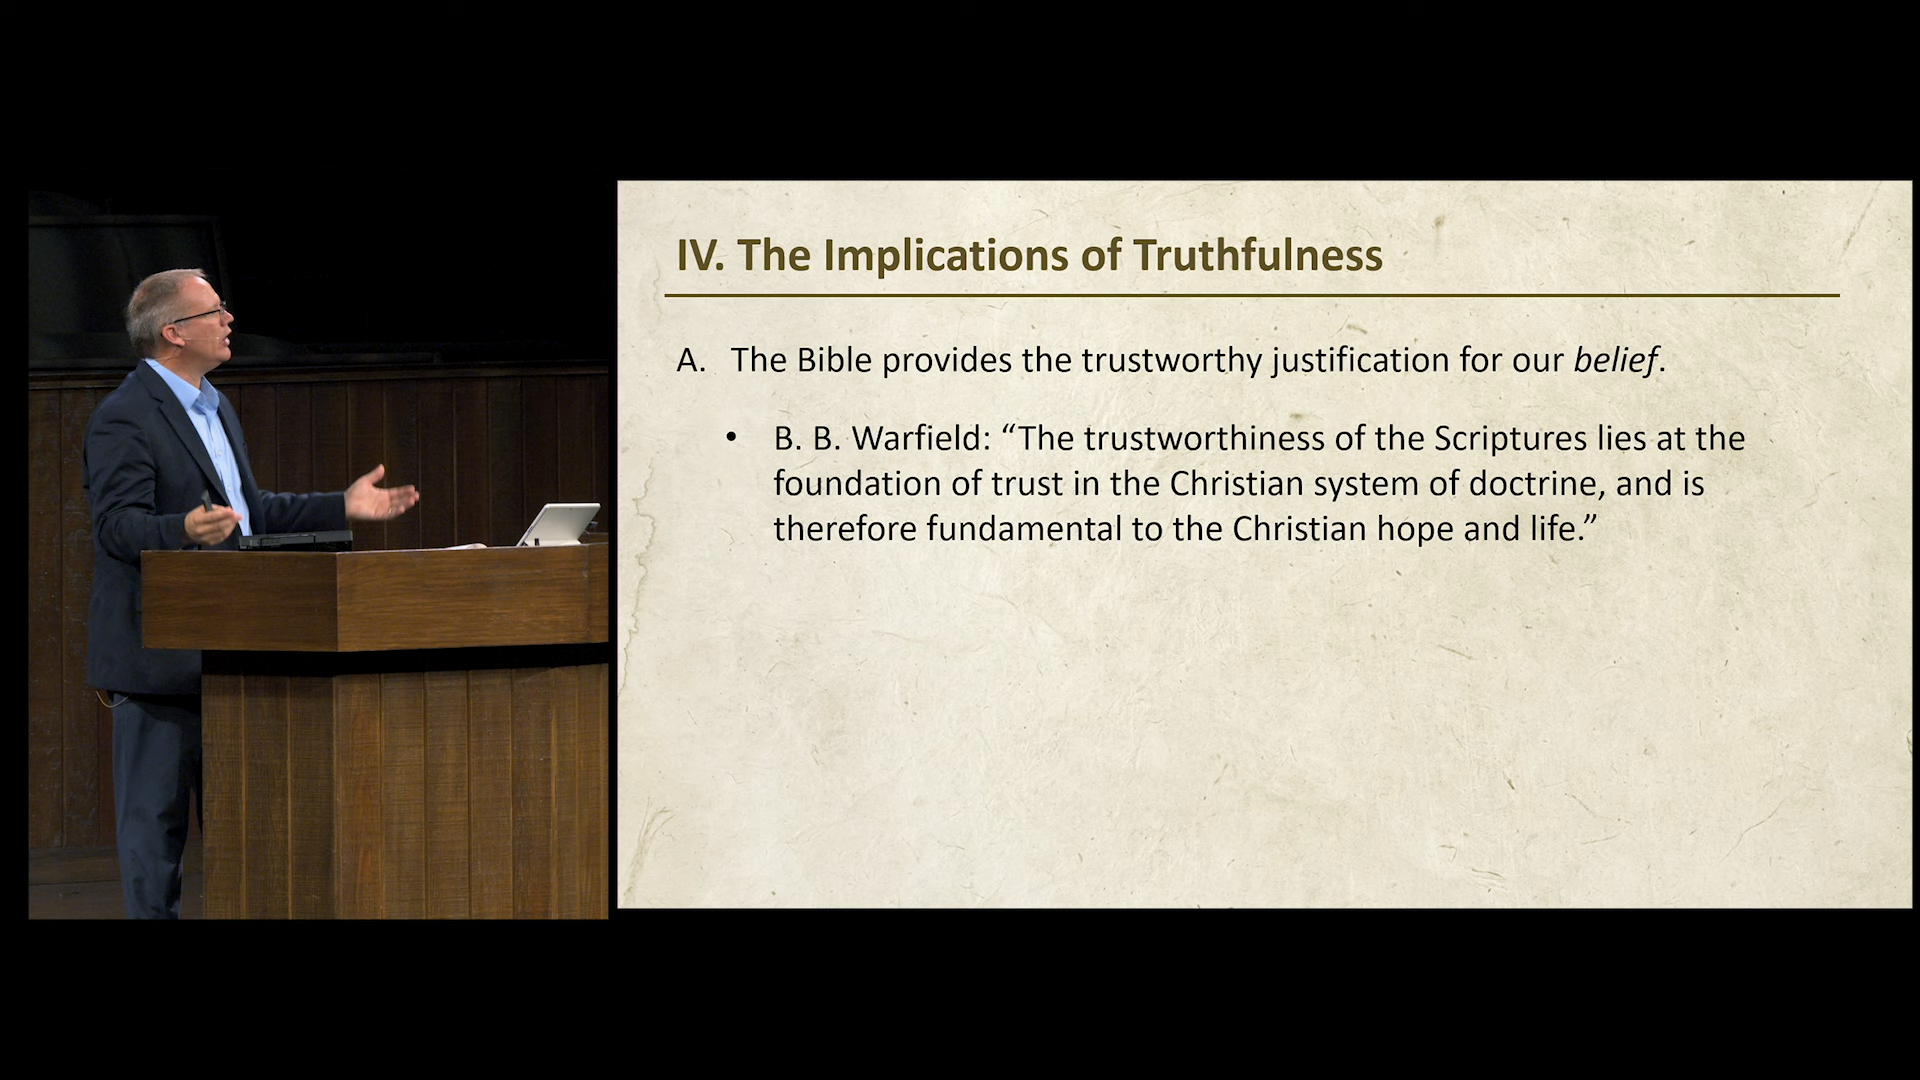 IV. The Implications of Truthfulness
A. The Bible provides the trustworthy justification for our belief.
• B. B. Warfield: “The trustworthiness of the Scriptures lies at the
foundation of trust in the Christian system of doctrine, and is
therefore fundamental to the Christian hope and life.”